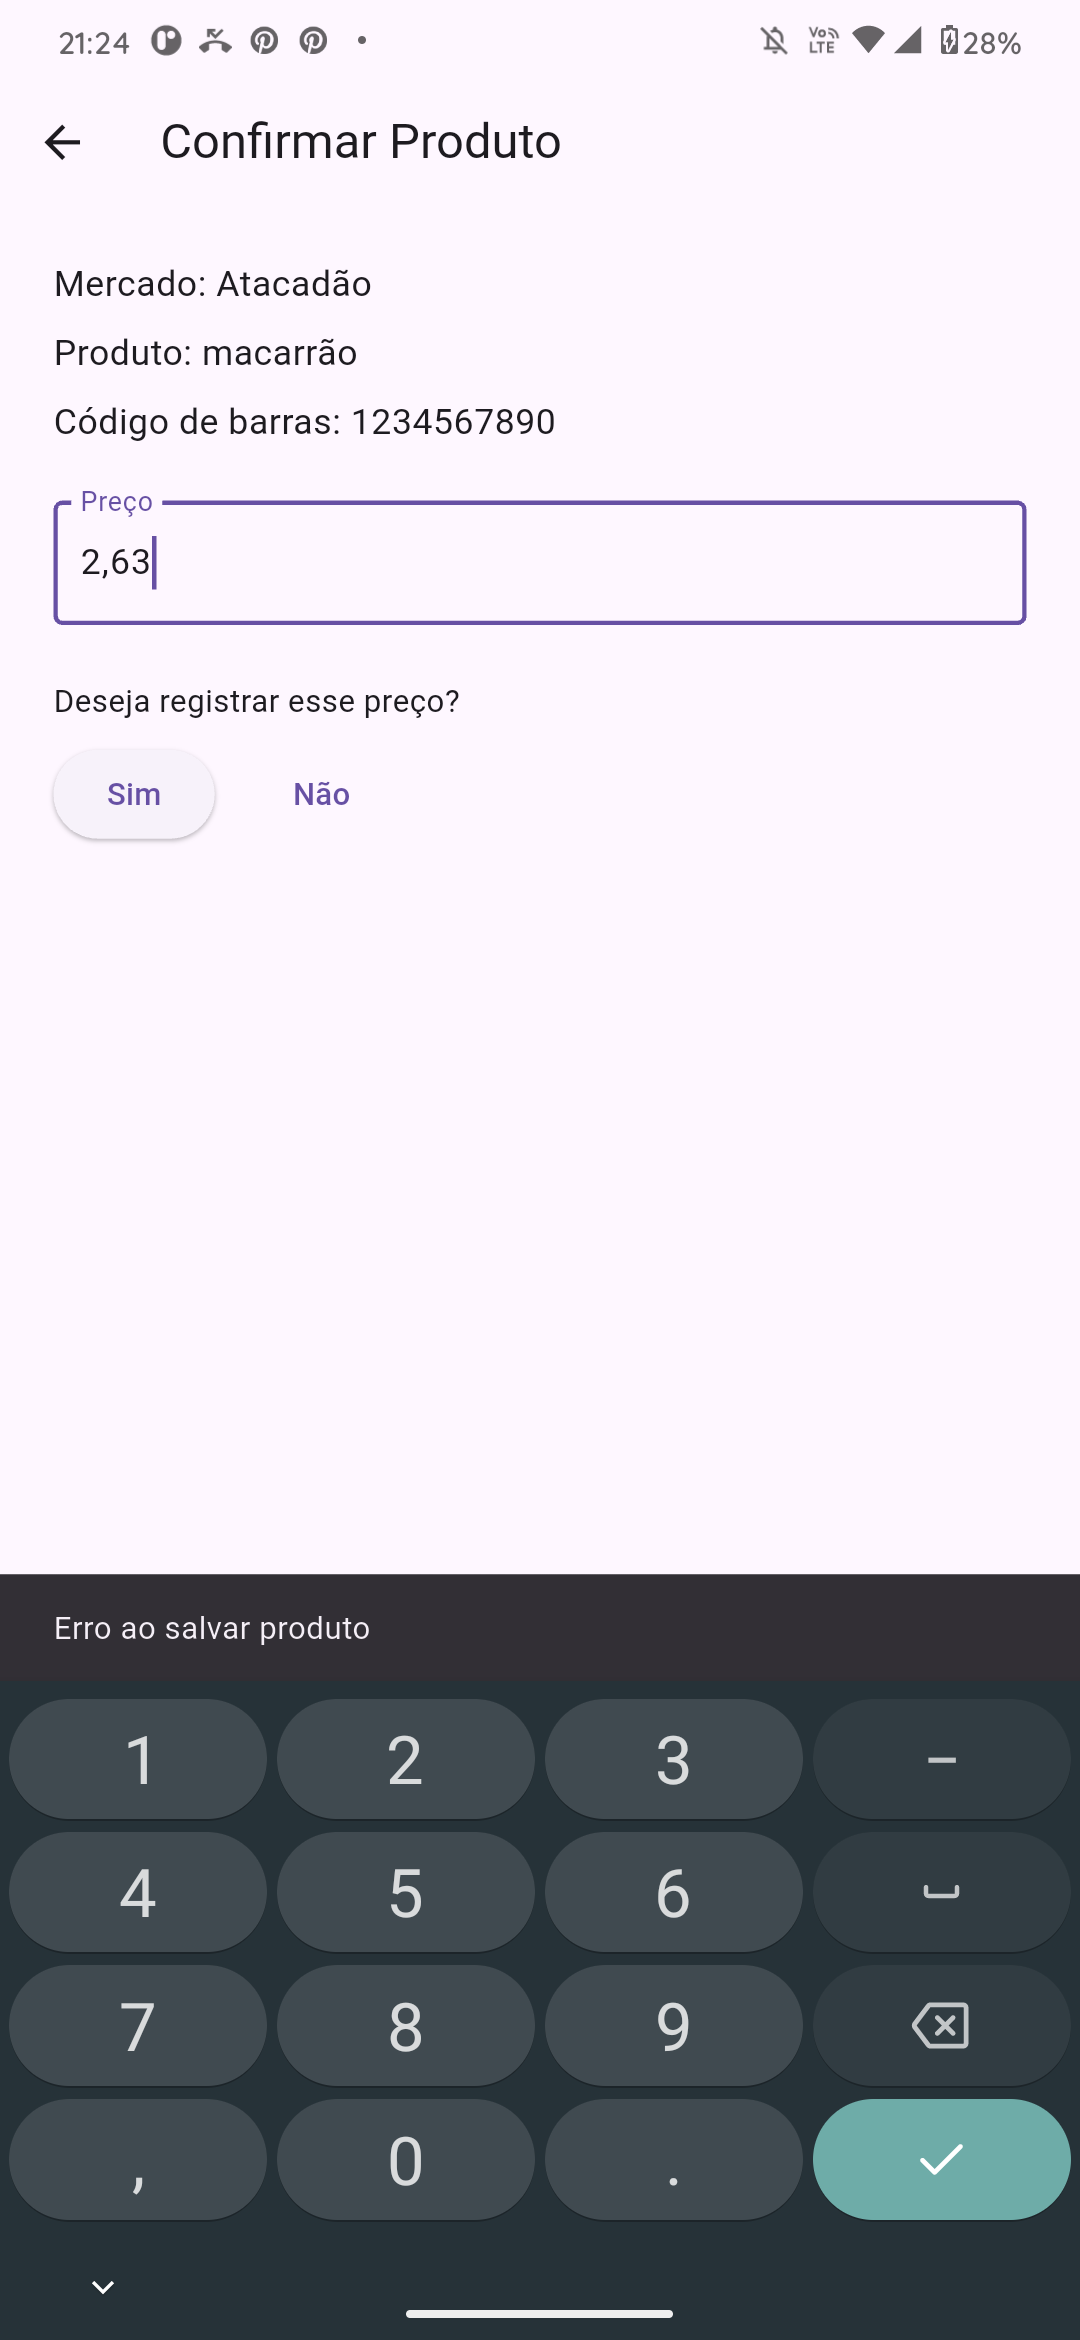 21:24
Vo LTE
28%
Confirmar Produto
Mercado: Atacadão
Produto: macarrão
Código de barras: 1234567890
Preço
2,63
Deseja registrar esse preço?
Sim Não
Erro ao salvar produto
1 2 3 –
4 5 6
7 8 9
, 0 .